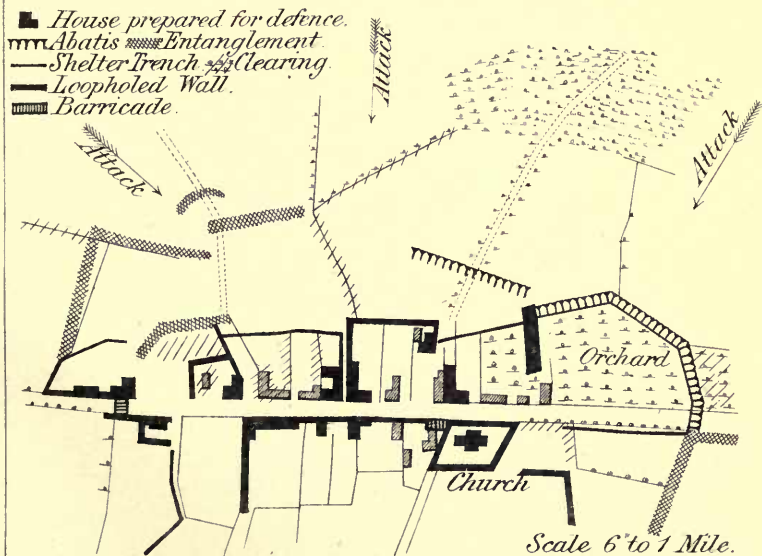 House prepared for defence.
Abatis Entanglement.
Shelter Trench Clearing.
Loopholed Wall.
Barricade.
Attack
Attack
Attack
Orchard
Church
Scale 6" to 1 Mile.